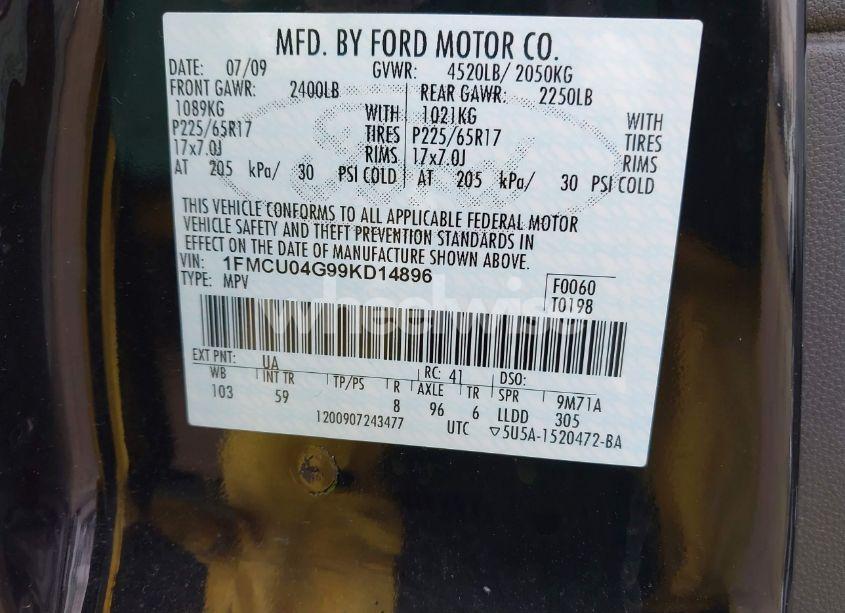 MFD. BY FORD MOTOR CO.
DATE: 07/09 GVWR: 4520LB/ 2050KG
FRONT GAWR: 2400LB REAR GAWR: 2250LB
1089KG WITH 1021KG WITH
P225/65R17 TIRES P225/65R17 TIRES
17x7.0J RIMS 17x7.0J RIMS
AT 205 kPa/ 30 PSI COLD AT 205 kPa/ 30 PSI COLD
THIS VEHICLE CONFORMS TO ALL APPLICABLE FEDERAL MOTOR
VEHICLE SAFETY AND THEFT PREVENTION STANDARDS IN
EFFECT ON THE DATE OF MANUFACTURE SHOWN ABOVE.
VIN: 1FMCU04G99KD14896 F0060
TYPE: MPV T0198
wheelwise
EXT PNT: UA RC: 41 DSO:
WB INT TR TP/PS R AXLE TR SPR 9M71A
103 59 8 96 6 LLDD 305
1200907243477 UTC ▽5U5A-1520472-BA